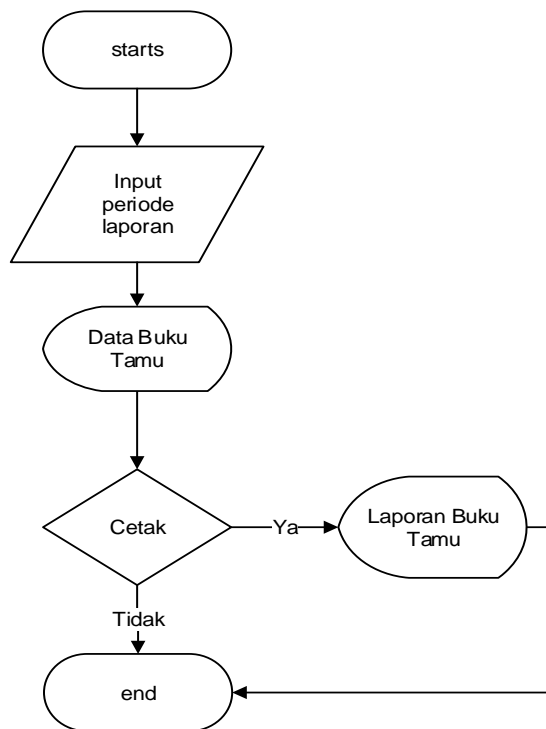 starts
Input
periode
laporan
Data Buku
Tamu
Cetak
Ya
Laporan Buku
Tamu
Tidak
end